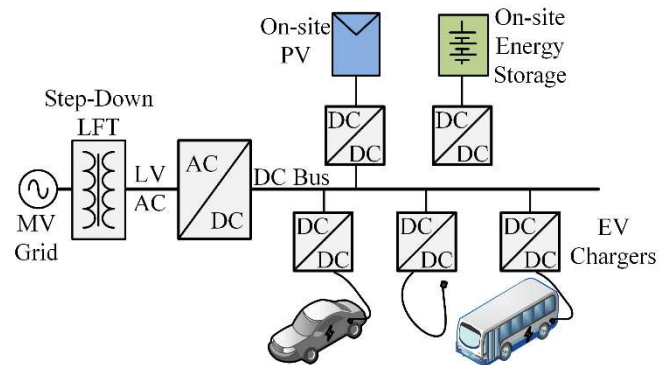 On-site
PV
On-site
Energy
Storage
Step-Down
LFT
DC
DC
DC
DC
LV
AC
AC
DC
DC Bus
MV
Grid
DC
DC
DC
DC
DC
DC
EV
Chargers